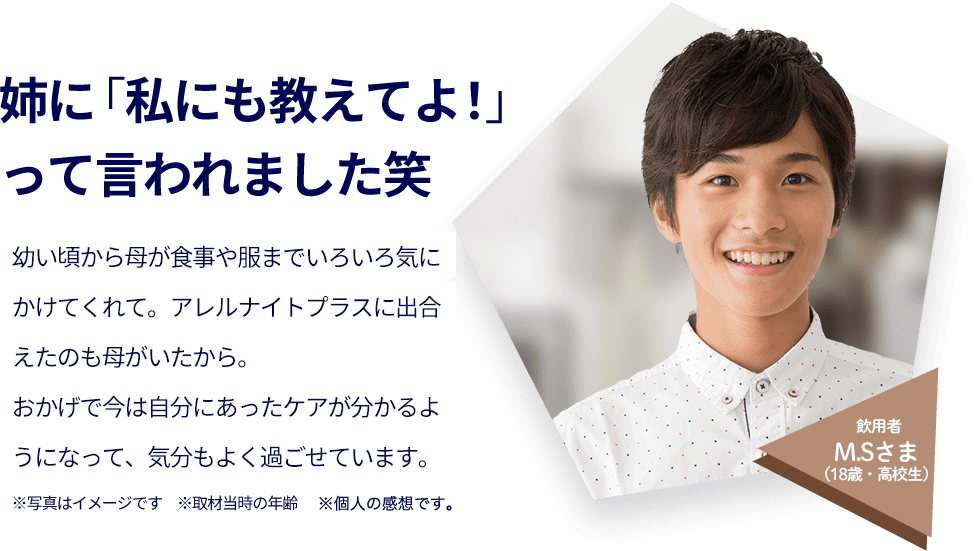 姉に「私にも教えてよ！」
って言われました笑
幼い頃から母が食事や服までいろいろ気に
かけてくれて。アレルナイトプラスに出合
えたのも母がいたから。
おかげで今は自分にあったケアが分かるよ
うになって、気分もよく過ごせています。
※写真はイメージです　※取材当時の年齢　※個人の感想です。
飲用者
M.Sさま
（18歳・高校生）